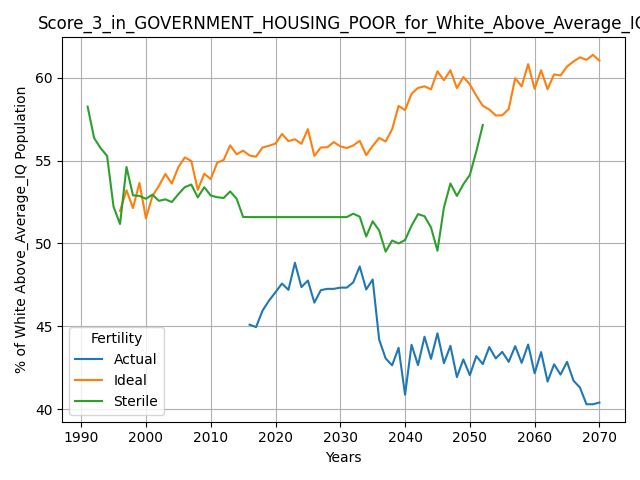 Score_3_in_GOVERNMENT_HOUSING_POOR_for_White_Above_Average_IQ
% of White Above_Average_IQ Population
60
55
50
45
40
Fertility
Actual
Ideal
Sterile
1990 2000 2010 2020 2030 2040 2050 2060 2070
Years